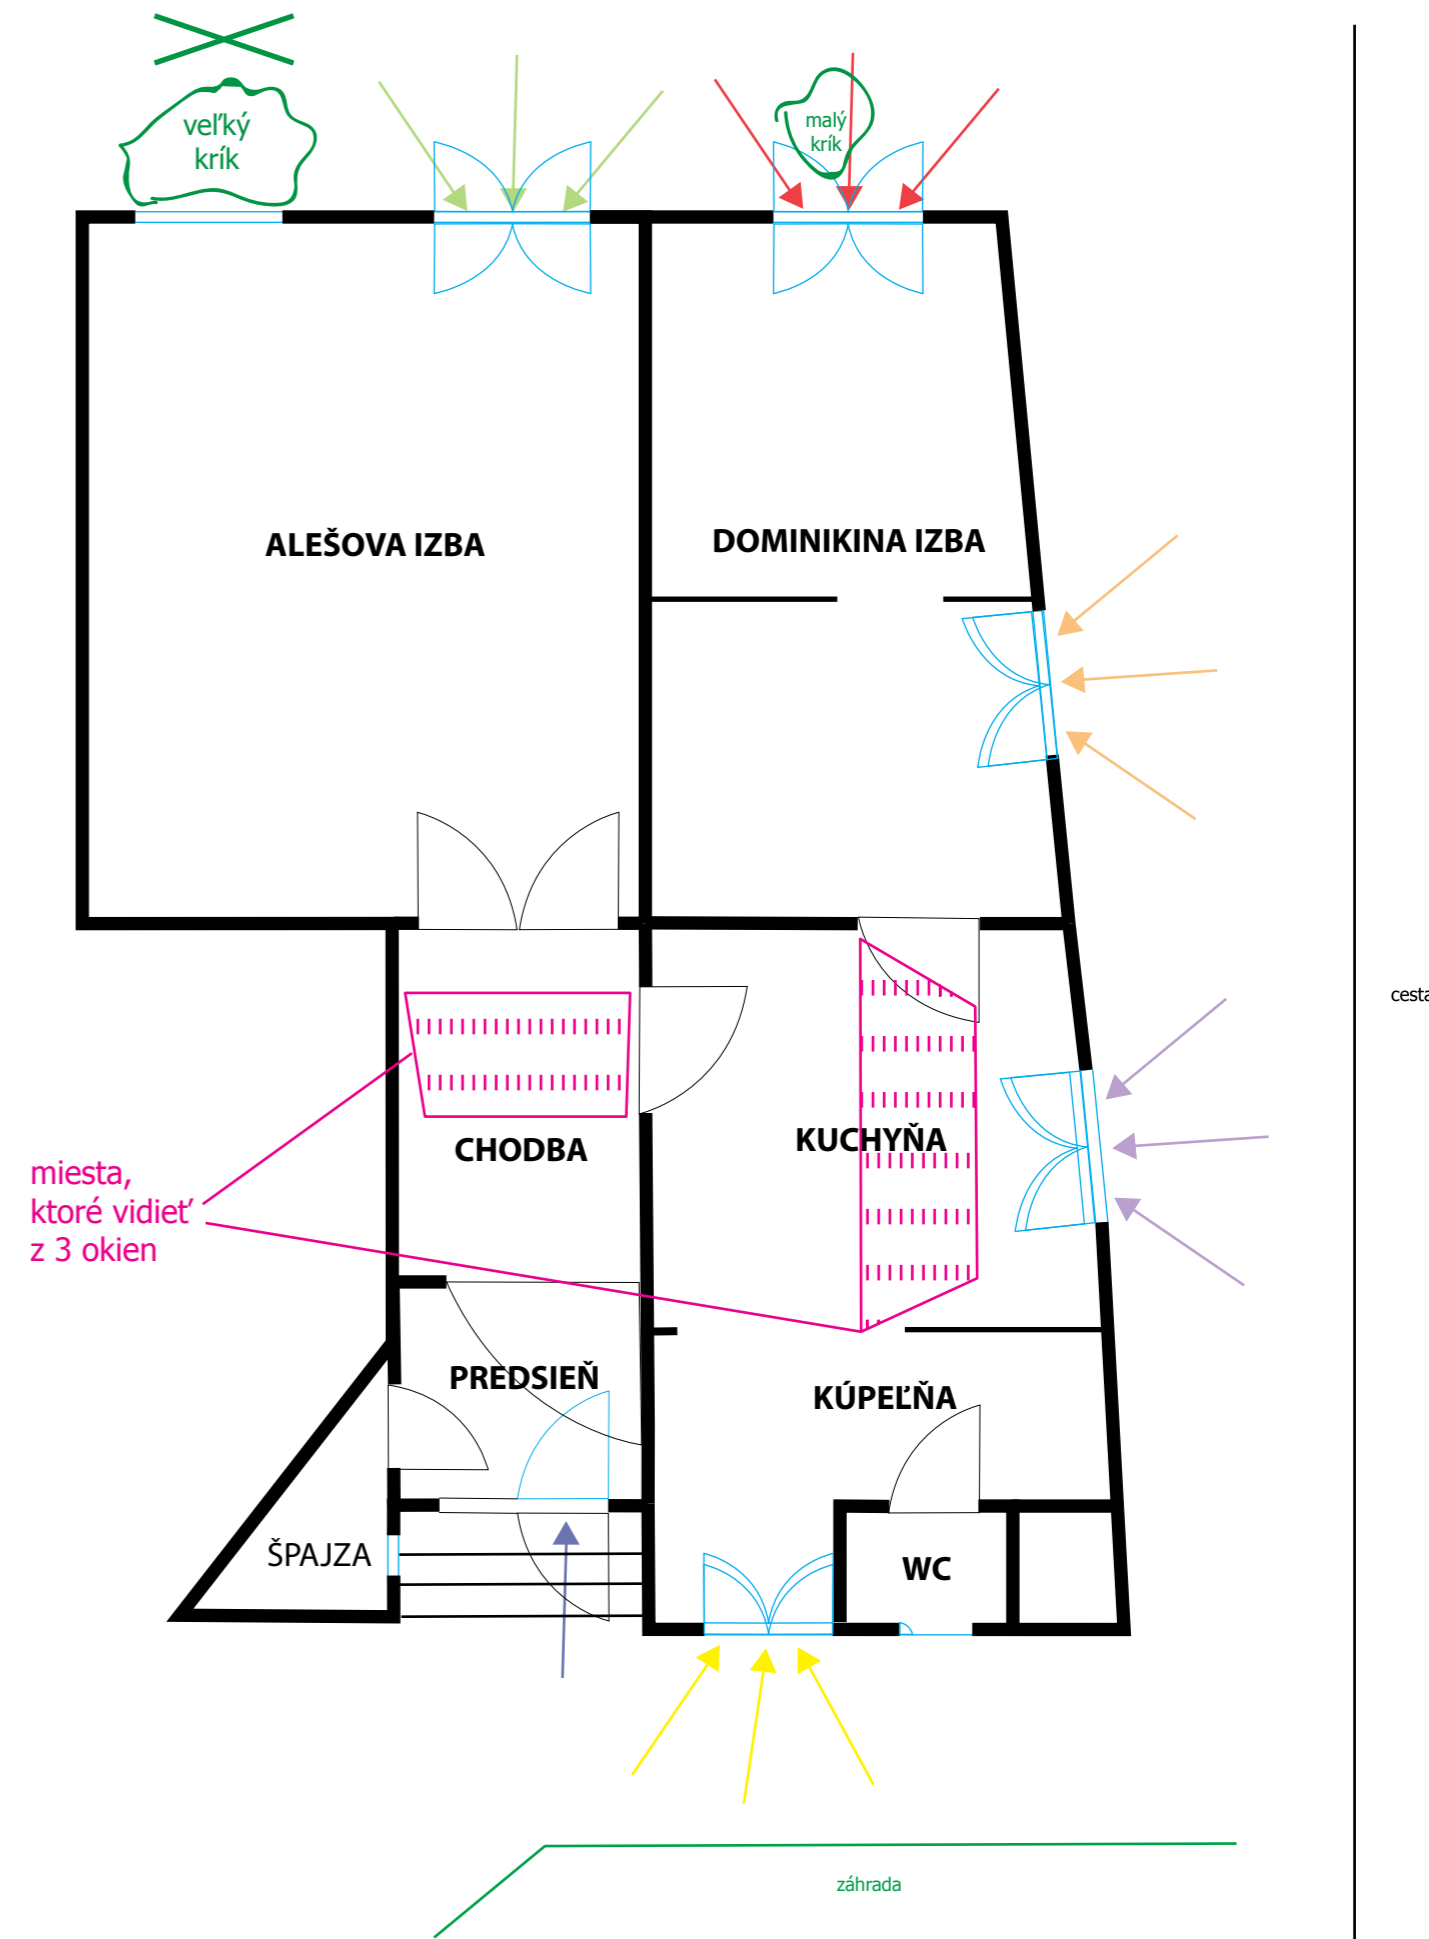 veľký
krík
malý
krík
ALEŠOVA IZBA
DOMINIKINA IZBA
cesta
CHODBA
KUCHYŇA
miesta,
ktoré vidieť
z 3 okien
PREDSIEŇ
KÚPEĽŇA
ŠPAJZA
WC
záhrada